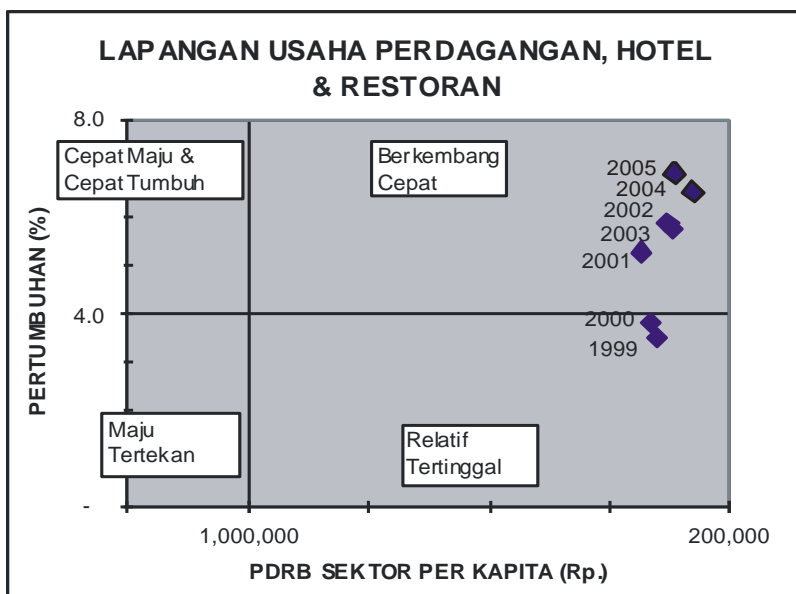 LAPANGAN USAHA PERDAGANGAN, HOTEL
& RESTORAN
8.0
Cepat Maju &
Cepat Tumbuh
Berkembang
Cepat
2005
2004
2002
2003
2001
PERTUMBUHAN (%)
4.0
2000
1999
Maju
Tertekan
Relatif
Tertinggal
-
1,000,000
200,000
PDRB SEKTOR PER KAPITA (Rp.)